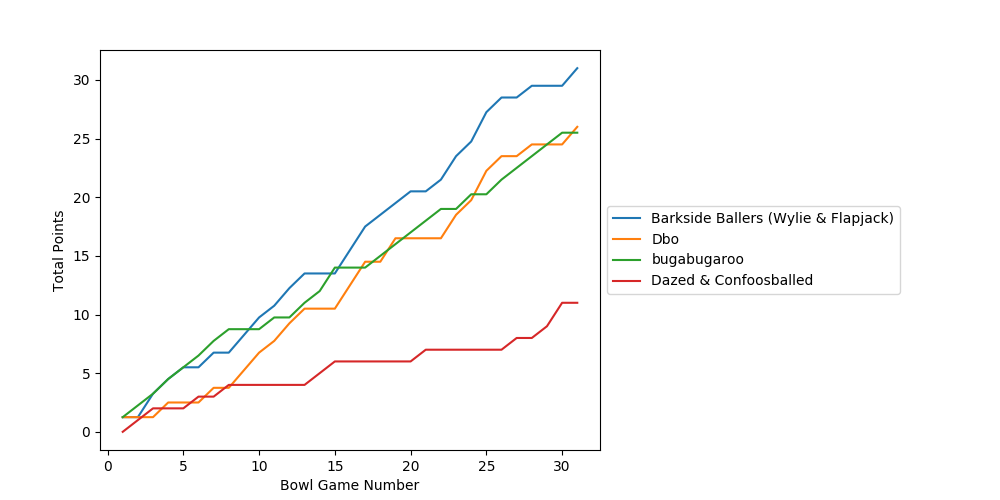 30
25
20
15
10
5
0
Total Points
0 5 10 15 20 25 30
Bowl Game Number
Barkside Ballers (Wylie & Flapjack)
Dbo
bugabugaroo
Dazed & Confoosballed